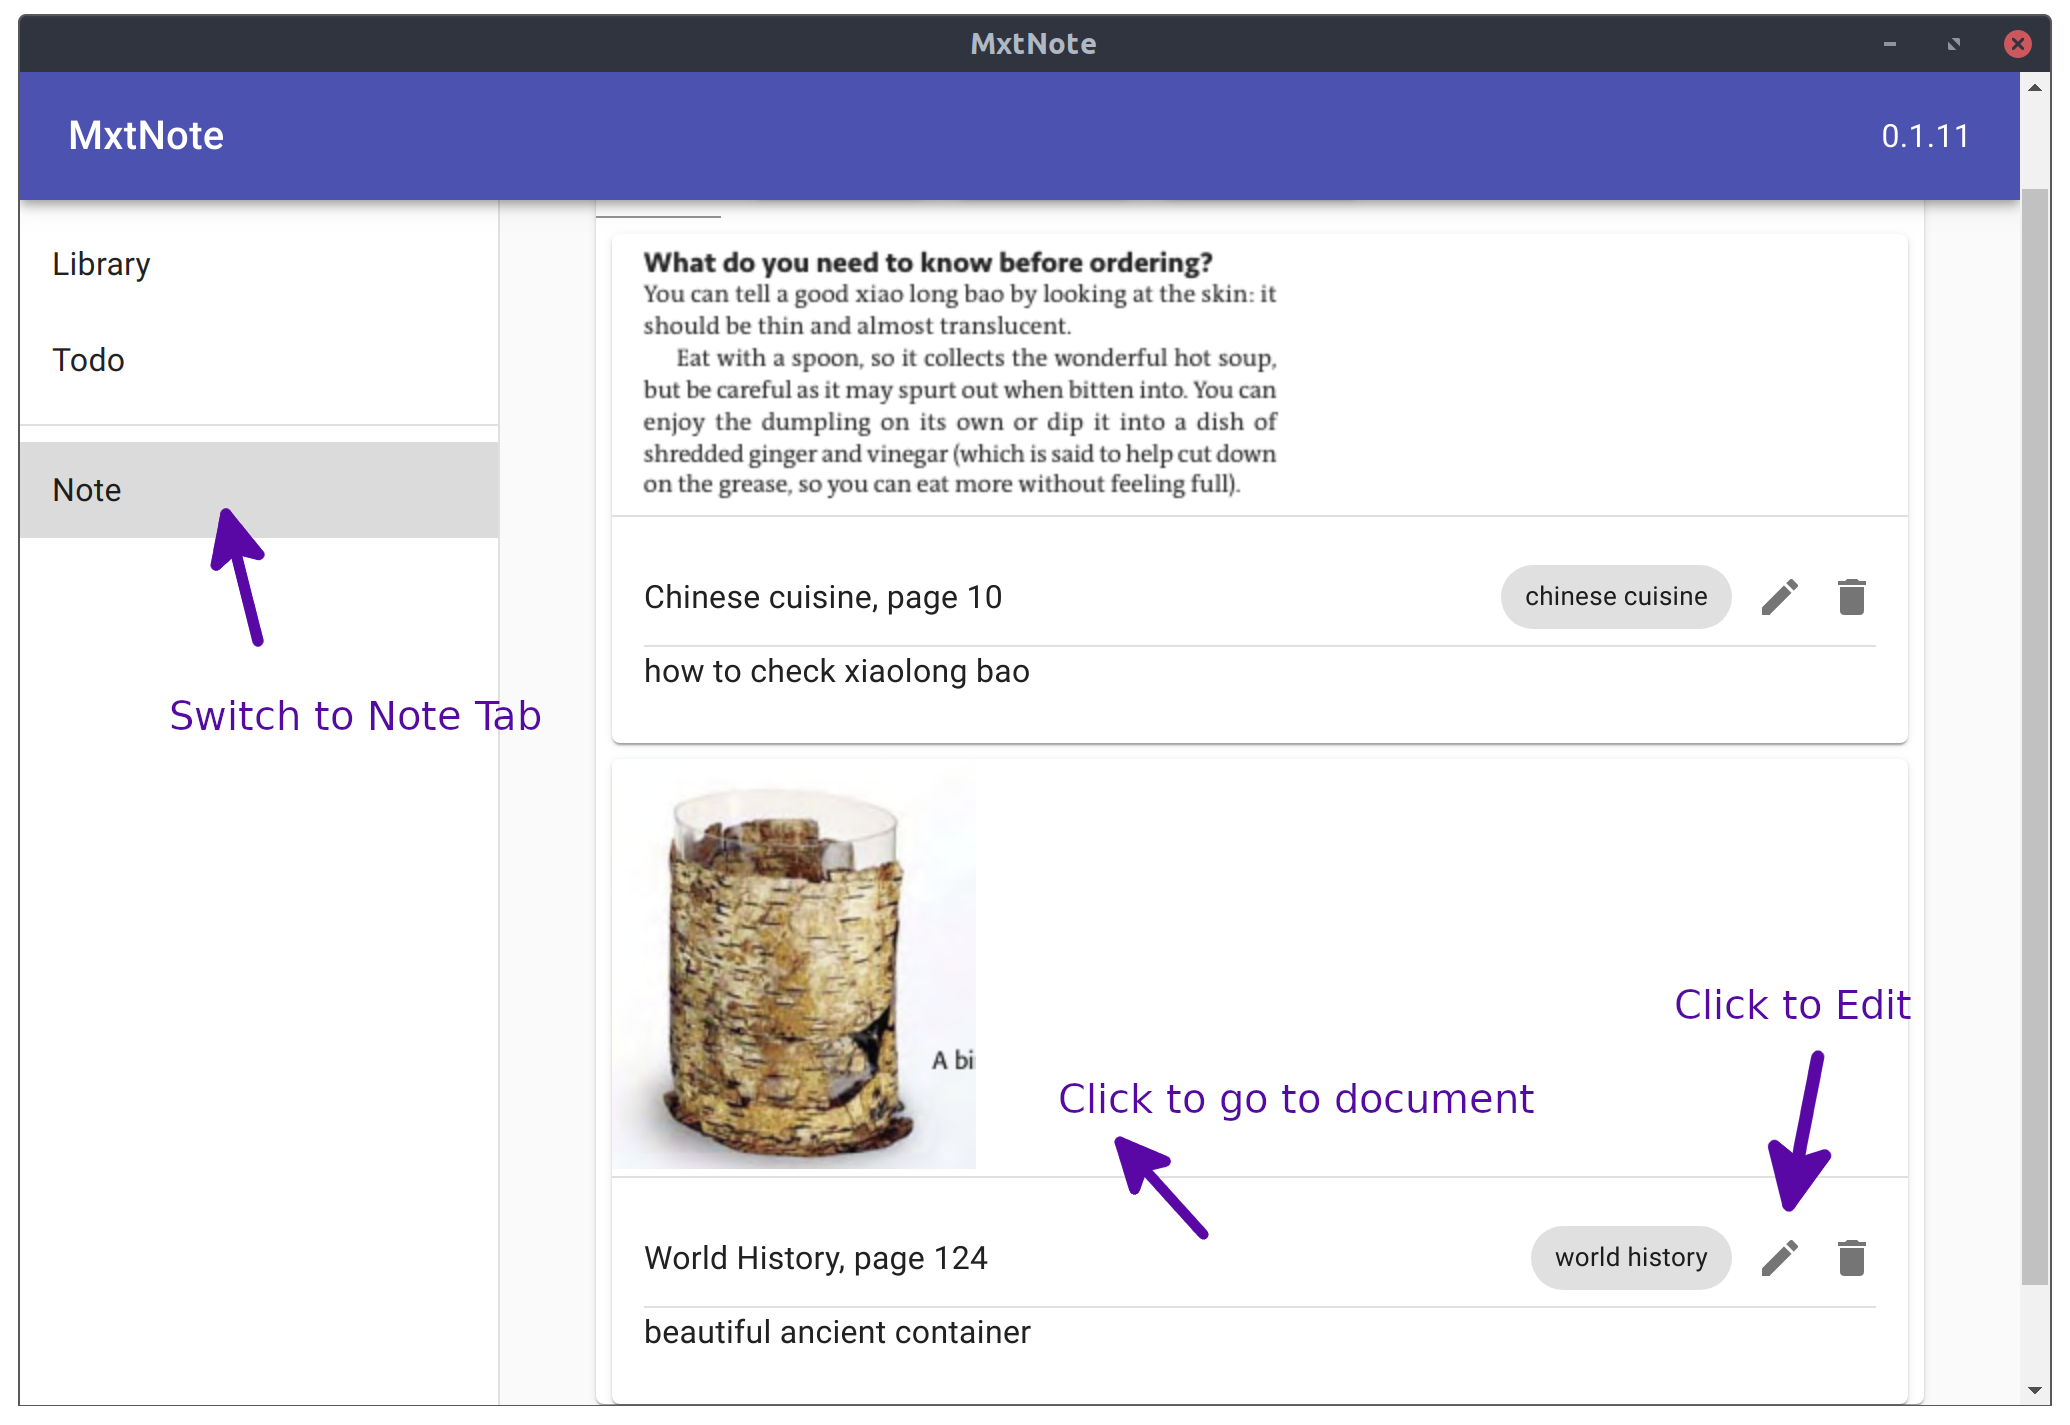 MxtNote
MxtNote
0.1.11
Library
Todo
Note
Switch to Note Tab
What do you need to know before ordering?
You can tell a good xiao long bao by looking at the skin: it
should be thin and almost translucent.
Eat with a spoon, so it collects the wonderful hot soup,
but be careful as it may spurt out when bitten into. You can
enjoy the dumpling on its own or dip it into a dish of
shredded ginger and vinegar (which is said to help cut down
on the grease, so you can eat more without feeling full).
Chinese cuisine, page 10
chinese cuisine
how to check xiaolong bao
A bi
Click to go to document
Click to Edit
World History, page 124
world history
beautiful ancient container